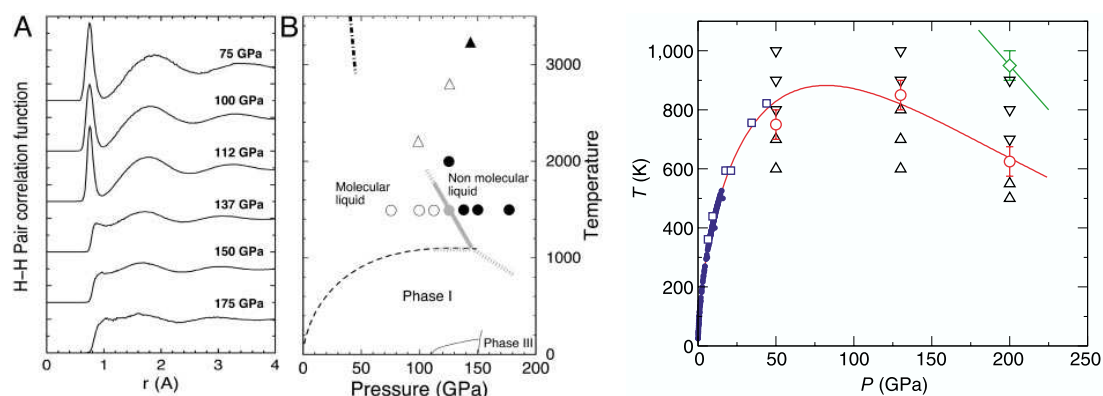 A
H–H Pair correlation function
75 GPa
100 GPa
112 GPa
137 GPa
150 GPa
175 GPa
0
1
2
3
4
r (A)
B
Molecular
liquid
Non molecular
liquid
Phase I
Phase III
3000
2000
1000
0
Temperature
0
50
100
150
200
Pressure (GPa)
1,000
800
600
400
200
0
T (K)
0
50
100
150
200
250
P (GPa)